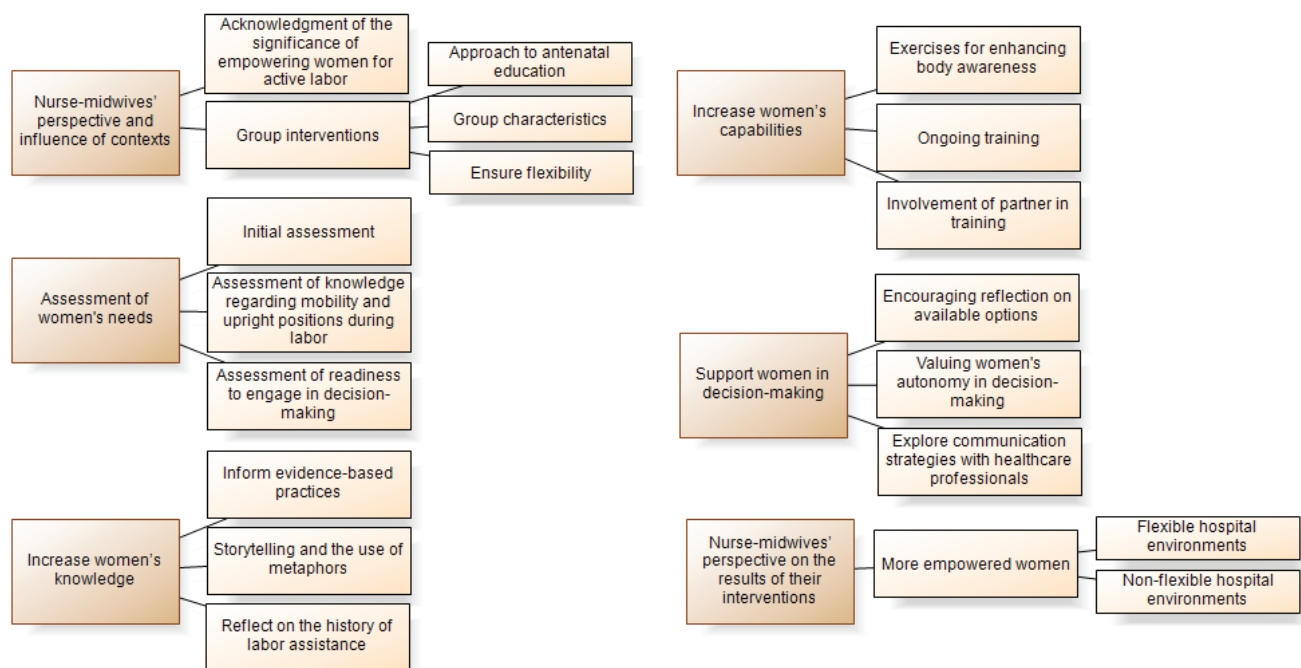 Nurse-midwives'
perspective and
influence of contexts
Acknowledgment of the
significance of
empowering women for
active labor
Group interventions
Approach to antenatal
education
Group characteristics
Ensure flexibility
Assessment of
women's needs
Initial assessment
Assessment of knowledge
regarding mobility and
upright positions during
labor
Assessment of readiness
to engage in decision-
making
Increase women's
knowledge
Inform evidence-based
practices
Storytelling and the use of
metaphors
Reflect on the history of
labor assistance
Increase women's
capabilities
Exercises for enhancing
body awareness
Ongoing training
Involvement of partner in
training
Support women in
decision-making
Encouraging reflection on
available options
Valuing women's
autonomy in decision-
making
Explore communication
strategies with healthcare
professionals
Nurse-midwives'
perspective on the
results of their
interventions
More empowered women
Flexible hospital
environments
Non-flexible hospital
environments